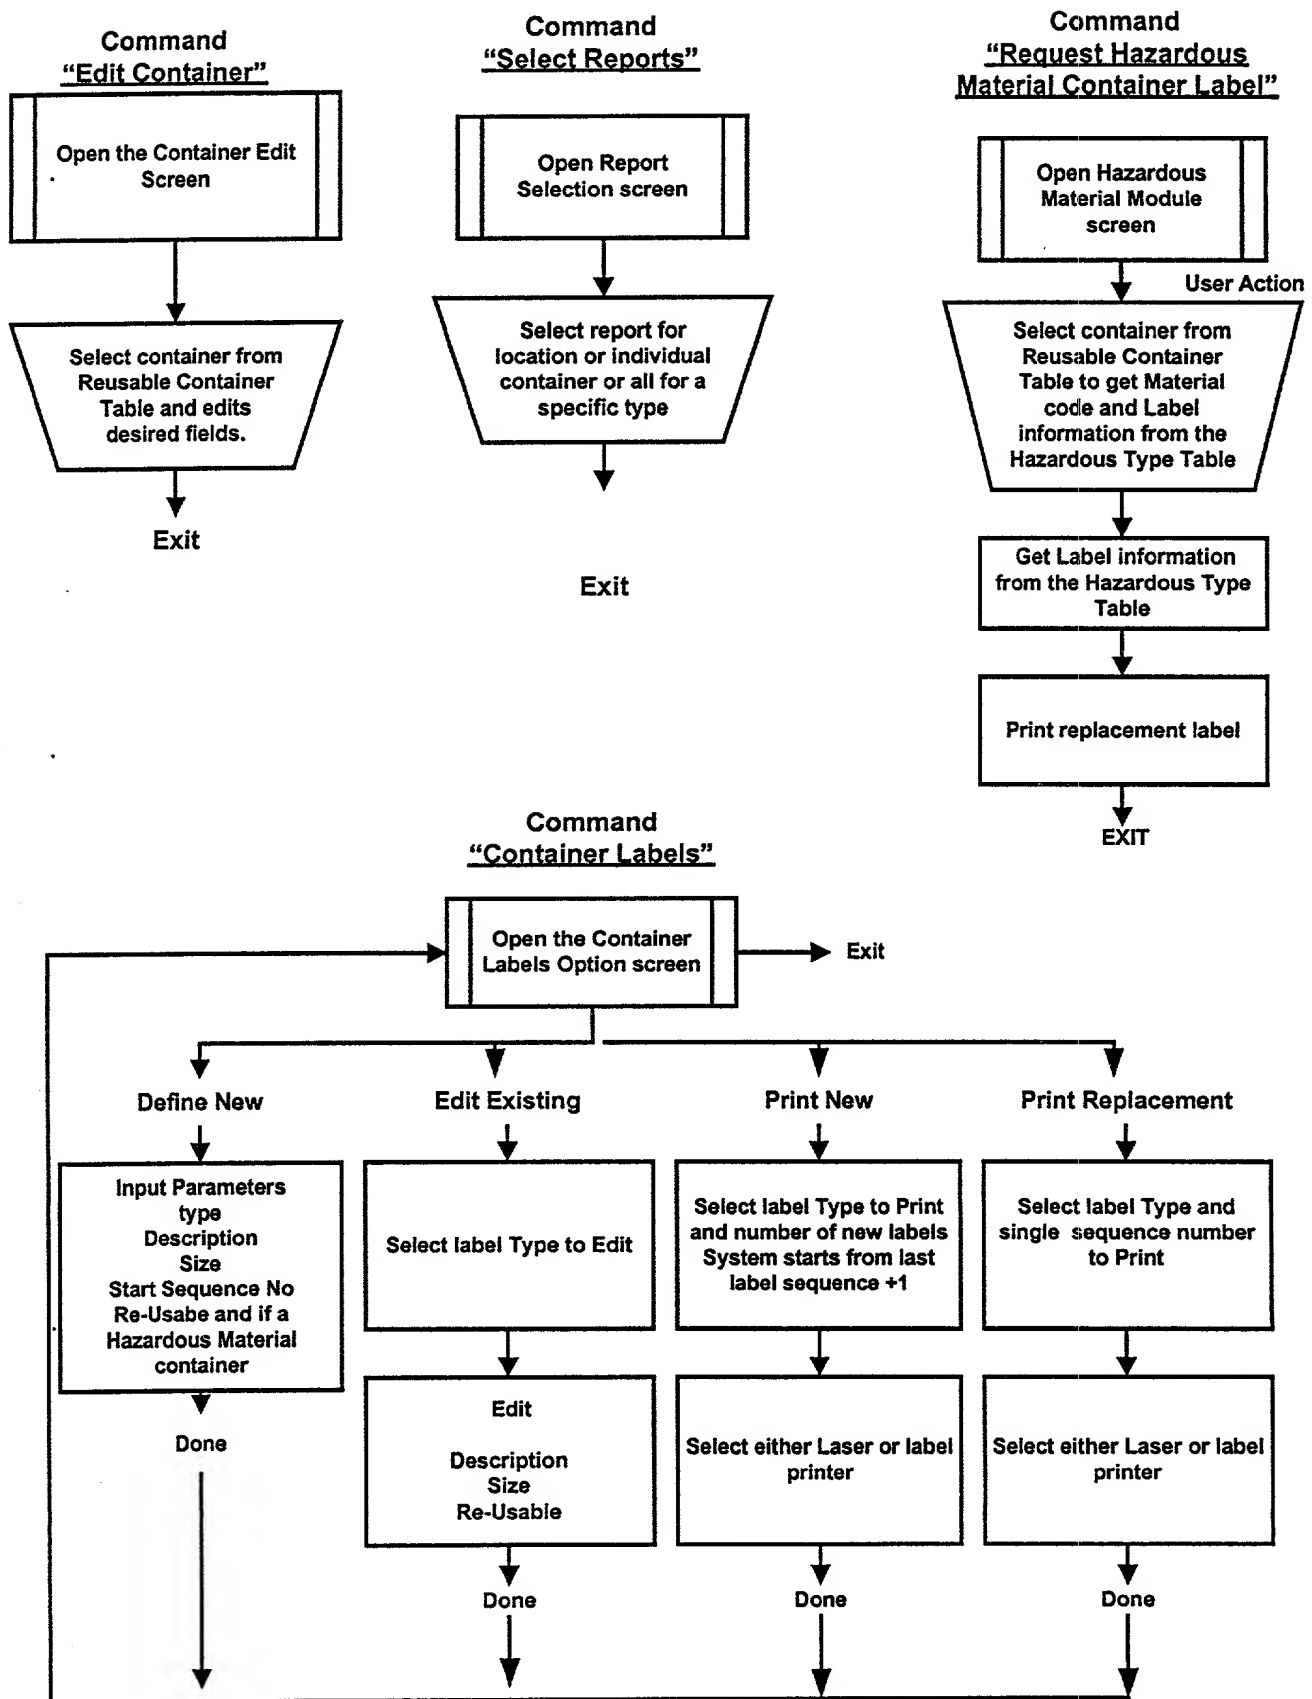 Command
“Edit Container”
Open the Container Edit
Screen
Select container from
Reusable Container
Table and edits
desired fields.
Exit
Command
“Select Reports”
Open Report
Selection screen
Select report for
location or individual
container or all for a
specific type
Exit
Command
“Request Hazardous
Material Container Label”
Open Hazardous
Material Module
screen
User Action
Select container from
Reusable Container
Table to get Material
code and Label
information from the
Hazardous Type Table
Get Label information
from the Hazardous Type
Table
Print replacement label
EXIT
Command
“Container Labels”
Open the Container
Labels Option screen
Exit
Define New
Input Parameters
type
Description
Size
Start Sequence No
Re-Usabe and if a
Hazardous Material
container
Done
Edit Existing
Select label Type to Edit
Edit
Description
Size
Re-Usable
Done
Print New
Select label Type to Print
and number of new labels
System starts from last
label sequence +1
Select either Laser or label
printer
Done
Print Replacement
Select label Type and
single sequence number
to Print
Select either Laser or label
printer
Done